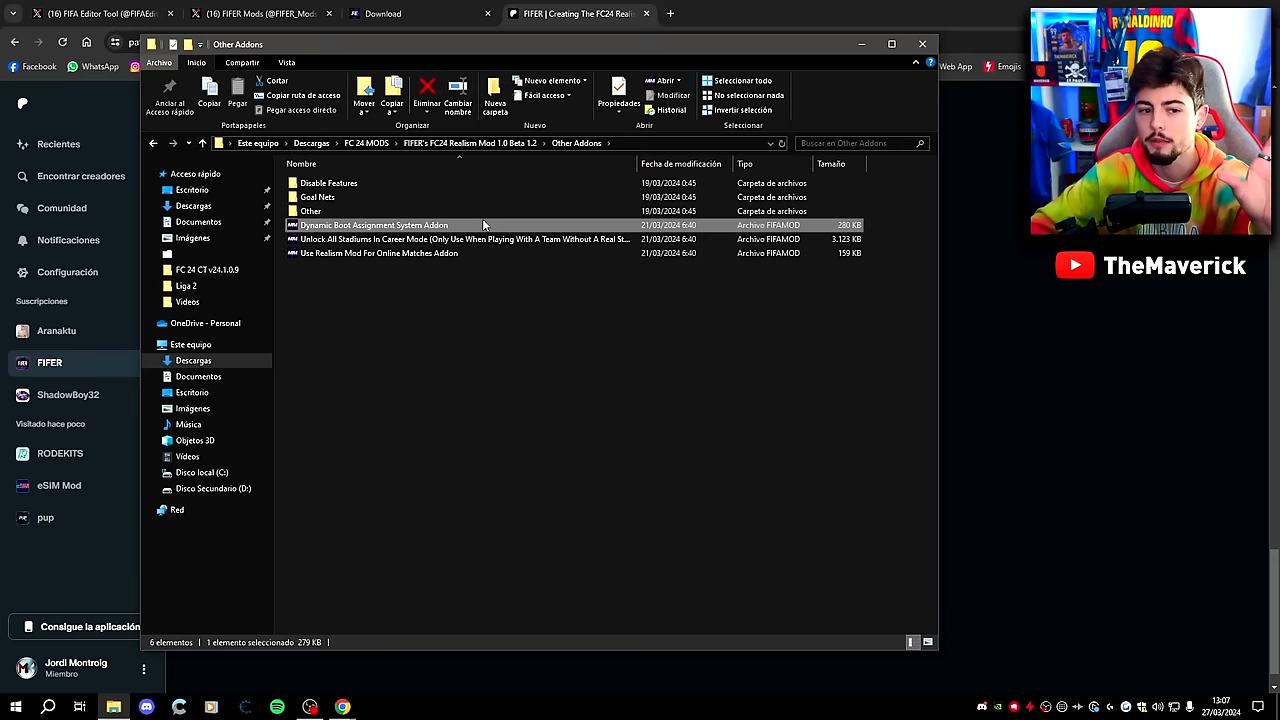 (16) FIFA Editor Tool (@FIFAEdit
(16) FIFER Mods (@FIFER_Mods
Download
FIFER | Creating The FC24 Reali
Other Addons
Archivo
Inicio
Compartir
Vista
Facebook
WhatsApp
Web App
Emojis
Anclar al
Acceso rápido
Copiar
Pegar
Cortar
Copiar ruta de acceso
Pegar acceso directo
Portapapeles
Mover
a
Copiar
a
Eliminar
Cambiar
nombre
Organizar
Nueva
carpeta
Nuevo elemento
Fácil acceso
Nuevo
Propiedades
Abrir
Modificar
Historial
Abrir
Seleccionar todo
No seleccionar nada
Invertir selección
Seleccionar
Este equipo
Descargas
FC 24 MODS
FIFER's FC24 Realism Mod 1.0 Beta 1.2
Other Addons
Buscar en Other Addons
Nombre
Fecha de modificación
Tipo
Tamaño
Disable Features 19/03/2024 0:45 Carpeta de archivos
Goal Nets 19/03/2024 0:45 Carpeta de archivos
Other 19/03/2024 0:45 Carpeta de archivos
Dynamic Boot Assignment System Addon 21/03/2024 6:40 Archivo FIFAMOD 280 KB
Unlock All Stadiums In Career Mode (Only Use When Playing With A Team Without A Real St... 21/03/2024 6:40 Archivo FIFAMOD 3.123 KB
Use Realism Mod For Online Matches Addon 21/03/2024 6:40 Archivo FIFAMOD 159 KB
Acceso rápido
Escritorio
Descargas
Documentos
Imágenes
FC 24 CT v24.1.0.9
Liga 2
Videos
OneDrive - Personal
Este equipo
Descargas
Documentos
Escritorio
Imágenes
Música
Objetos 3D
Vídeos
Disco local (C:)
Disco Secundario (D:)
Red
6 elementos
1 elemento seleccionado 279 KB
Recientes
Encontrar creadores
Comunidad
Notificaciones
Configuración
Suscripciones
Aranaktu
FIFER
ShadowBoy32
Visitado hace poco
RODEKITS
eSIM Mod
pup
Consigue la aplicación
Jordi Montroig
Miembro
TheMaverick
13:07
27/03/2024